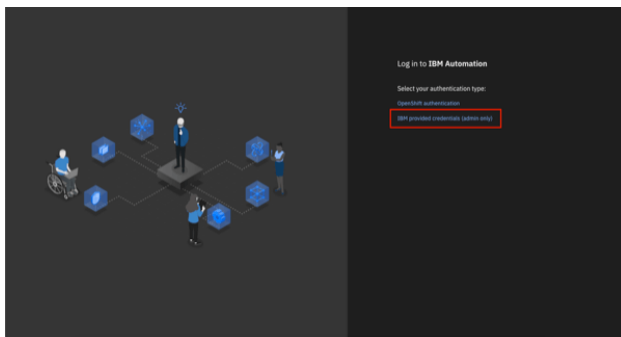 Log in to IBM Automation
Select your authentication type:
OpenShift authentication
IBM provided credentials (admin only)